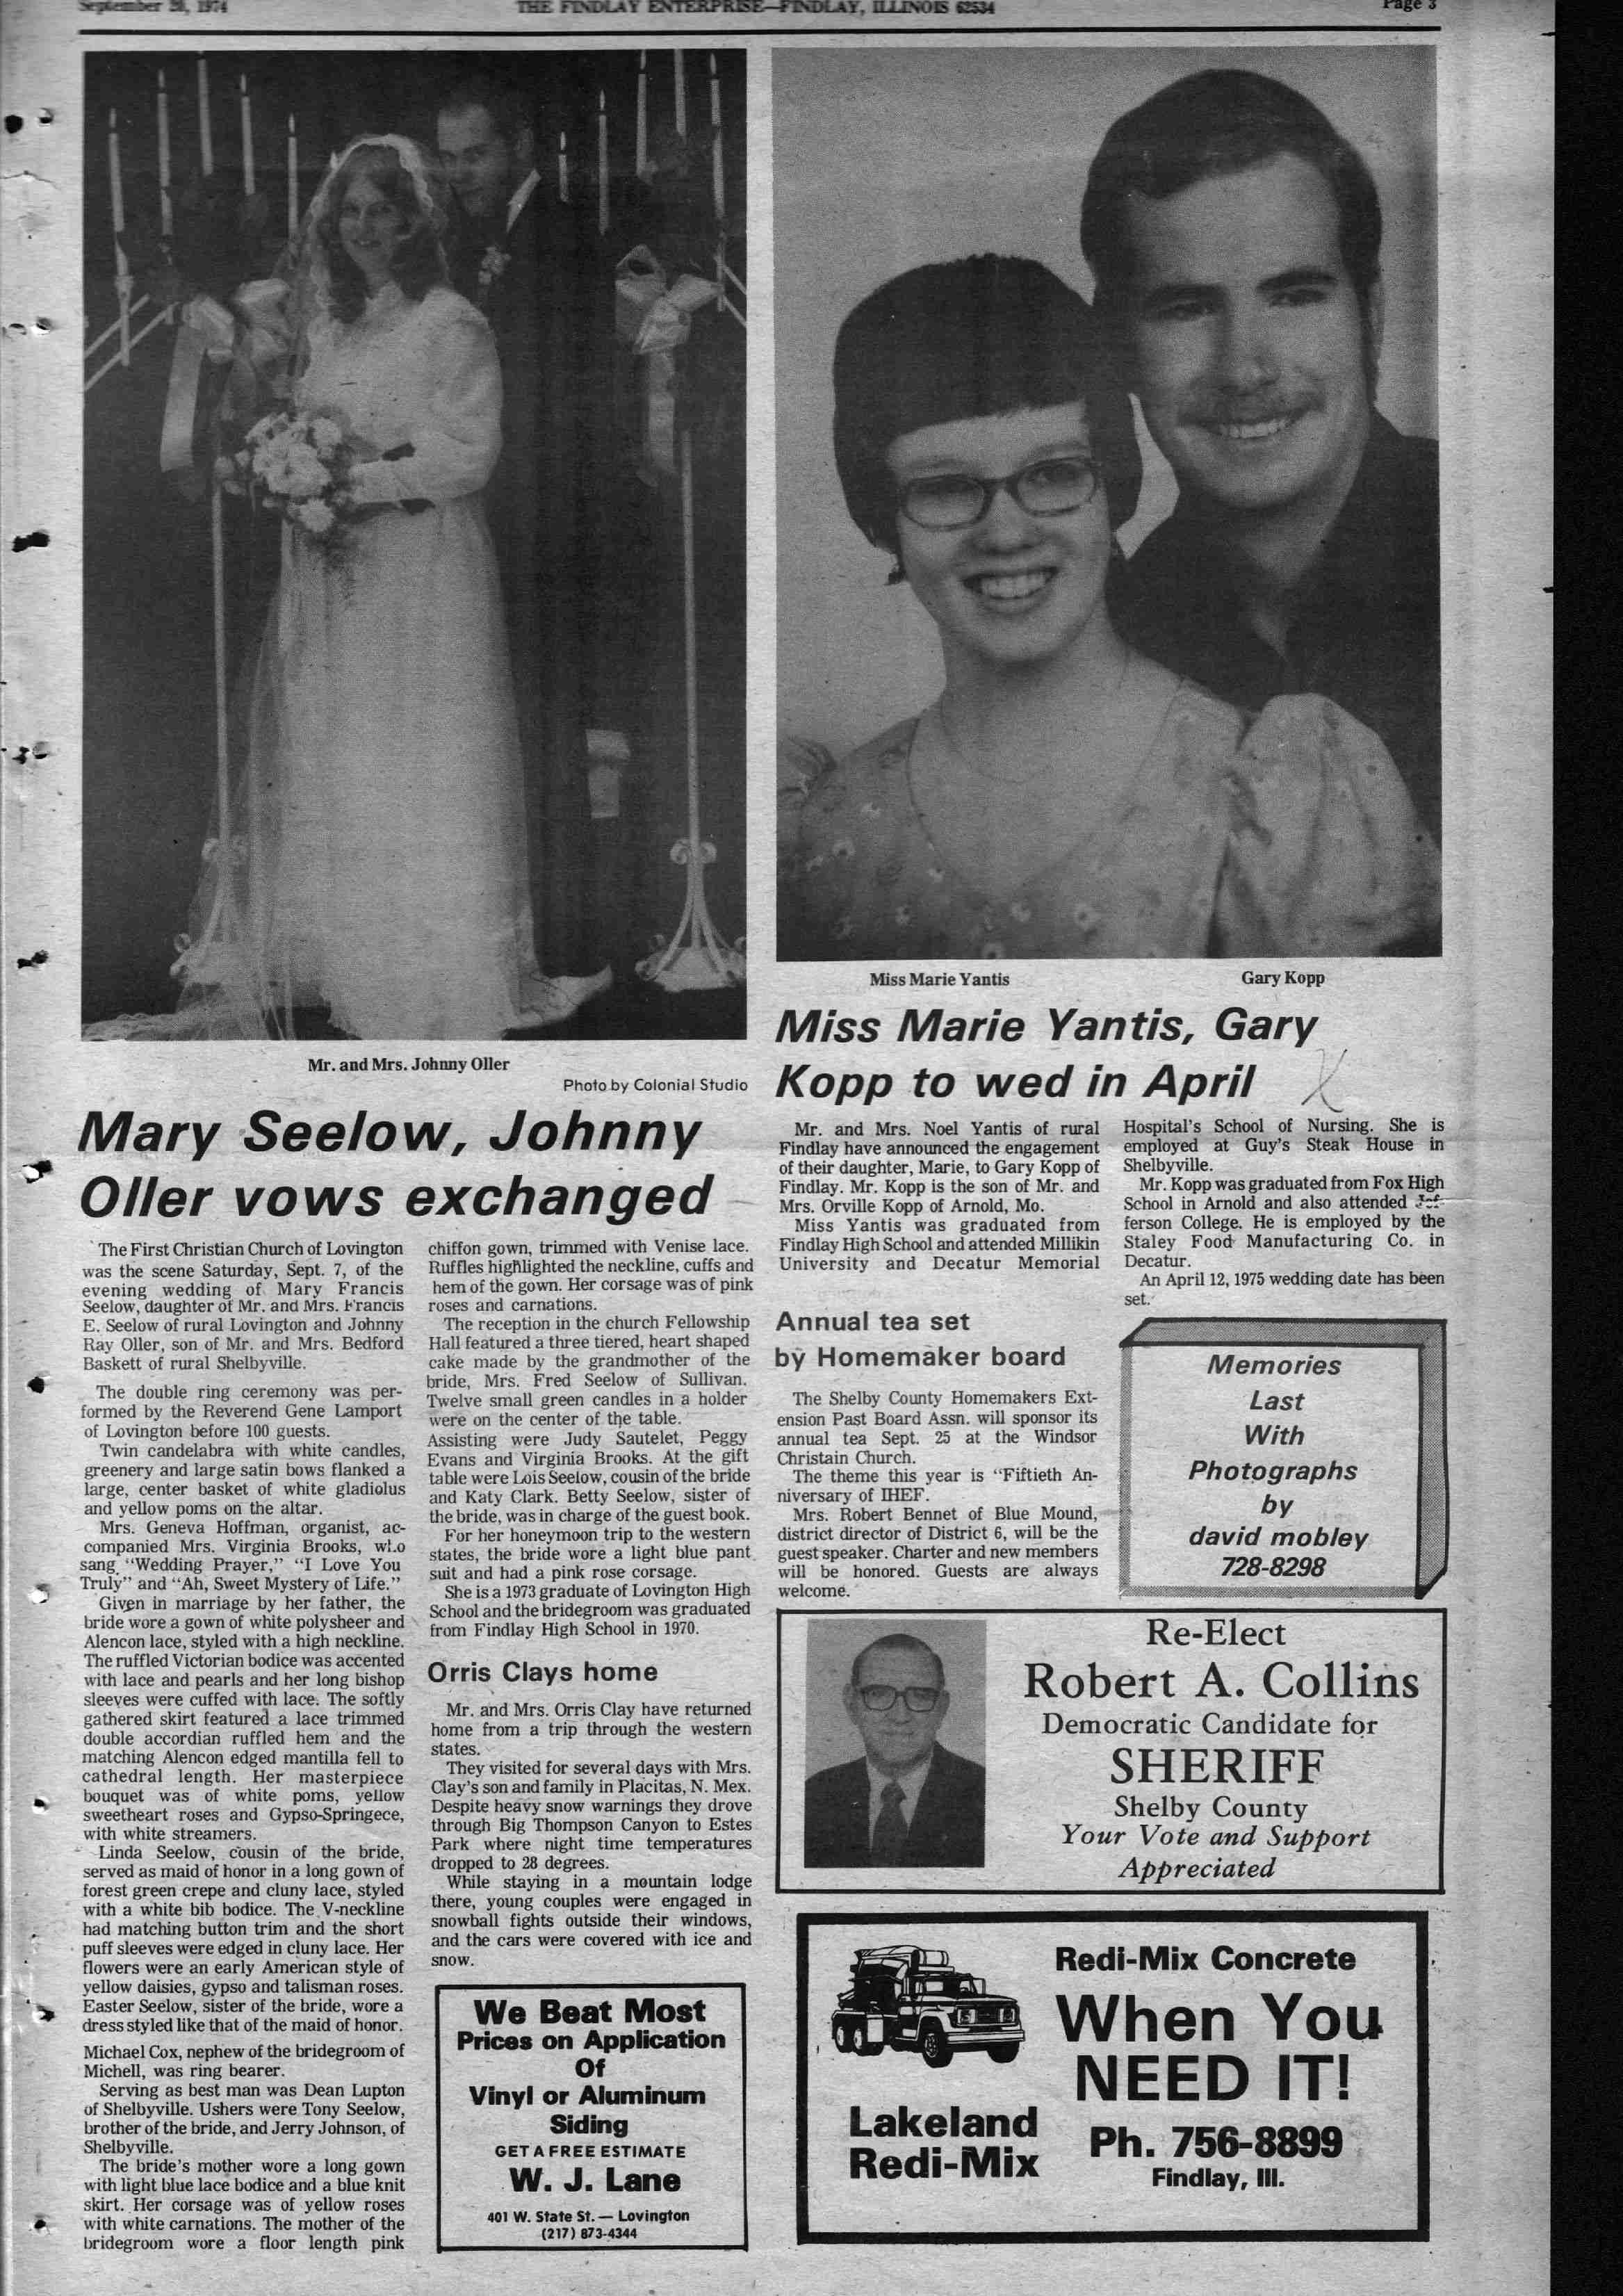 September 20, 1974
THE FINDLAY ENTERPRISE—FINDLAY, ILLINOIS 62534
Page 3
Mr. and Mrs. Johnny Oller
Photo by Colonial Studio
Mary Seelow, Johnny
Oller vows exchanged
The First Christian Church of Lovington
was the scene Saturday, Sept. 7, of the
evening wedding of Mary Francis
Seelow, daughter of Mr. and Mrs. Francis
E. Seelow of rural Lovington and Johnny
Ray Oller, son of Mr. and Mrs. Bedford
Baskett of rural Shelbyville.
The double ring ceremony was per-
formed by the Reverend Gene Lamport
of Lovington before 100 guests.
Twin candelabra with white candles,
greenery and large satin bows flanked a
large, center basket of white gladiolus
and yellow poms on the altar.
Mrs. Geneva Hoffman, organist, ac-
companied Mrs. Virginia Brooks, who
sang "Wedding Prayer," "I Love You
Truly" and "Ah, Sweet Mystery of Life."
Given in marriage by her father, the
bride wore a gown of white polysheer and
Alencon lace, styled with a high neckline.
The ruffled Victorian bodice was accented
with lace and pearls and her long bishop
sleeves were cuffed with lace. The softly
gathered skirt featured a lace trimmed
double accordian ruffled hem and the
matching Alencon edged mantilla fell to
cathedral length. Her masterpiece
bouquet was of white poms, yellow
sweetheart roses and Gypso-Springece,
with white streamers.
Linda Seelow, cousin of the bride,
served as maid of honor in a long gown of
forest green crepe and cluny lace, styled
with a white bib bodice. The V-neckline
had matching button trim and the short
puff sleeves were edged in cluny lace. Her
flowers were an early American style of
yellow daisies, gypso and talisman roses.
Easter Seelow, sister of the bride, wore a
dress styled like that of the maid of honor.
Michael Cox, nephew of the bridegroom of
Michell, was ring bearer.
Serving as best man was Dean Lupton
of Shelbyville. Ushers were Tony Seelow,
brother of the bride, and Jerry Johnson, of
Shelbyville.
The bride's mother wore a long gown
with light blue lace bodice and a blue knit
skirt. Her corsage was of yellow roses
with white carnations. The mother of the
bridegroom wore a floor length pink
chiffon gown, trimmed with Venise lace.
Ruffles highlighted the neckline, cuffs and
hem of the gown. Her corsage was of pink
roses and carnations.
The reception in the church Fellowship
Hall featured a three tiered, heart shaped
cake made by the grandmother of the
bride, Mrs. Fred Seelow of Sullivan.
Twelve small green candles in a holder
were on the center of the table.
Assisting were Judy Sautelet, Peggy
Evans and Virginia Brooks. At the gift
table were Lois Seelow, cousin of the bride
and Katy Clark. Betty Seelow, sister of
the bride, was in charge of the guest book.
For her honeymoon trip to the western
states, the bride wore a light blue pant
suit and had a pink rose corsage.
She is a 1973 graduate of Lovington High
School and the bridegroom was graduated
from Findlay High School in 1970.
Orris Clays home
Mr. and Mrs. Orris Clay have returned
home from a trip through the western
states.
They visited for several days with Mrs.
Clay's son and family in Placitas, N. Mex.
Despite heavy snow warnings they drove
through Big Thompson Canyon to Estes
Park where night time temperatures
dropped to 28 degrees.
While staying in a mountain lodge
there, young couples were engaged in
snowball fights outside their windows,
and the cars were covered with ice and
snow.
We Beat Most
Prices on Application
Of
Vinyl or Aluminum
Siding
GET A FREE ESTIMATE
W. J. Lane
401 W. State St. — Lovington
(217) 873-4344
Miss Marie Yantis
Gary Kopp
Miss Marie Yantis, Gary
Kopp to wed in April
X
Mr. and Mrs. Noel Yantis of rural
Findlay have announced the engagement
of their daughter, Marie, to Gary Kopp of
Findlay. Mr. Kopp is the son of Mr. and
Mrs. Orville Kopp of Arnold, Mo.
Miss Yantis was graduated from
Findlay High School and attended Millikin
University and Decatur Memorial
Hospital's School of Nursing. She is
employed at Guy's Steak House in
Shelbyville.
Mr. Kopp was graduated from Fox High
School in Arnold and also attended Jef-
ferson College. He is employed by the
Staley Food Manufacturing Co. in
Decatur.
An April 12, 1975 wedding date has been
set.
Annual tea set
by Homemaker board
The Shelby County Homemakers Ext-
ension Past Board Assn. will sponsor its
annual tea Sept. 25 at the Windsor
Christain Church.
The theme this year is "Fiftieth An-
niversary of IHEF.
Mrs. Robert Bennet of Blue Mound,
district director of District 6, will be the
guest speaker. Charter and new members
will be honored. Guests are always
welcome.
Memories
Last
With
Photographs
by
david mobley
728-8298
Re-Elect
Robert A. Collins
Democratic Candidate for
SHERIFF
Shelby County
Your Vote and Support
Appreciated
Redi-Mix Concrete
When You
NEED IT!
Lakeland
Redi-Mix
Ph. 756-8899
Findlay, Ill.